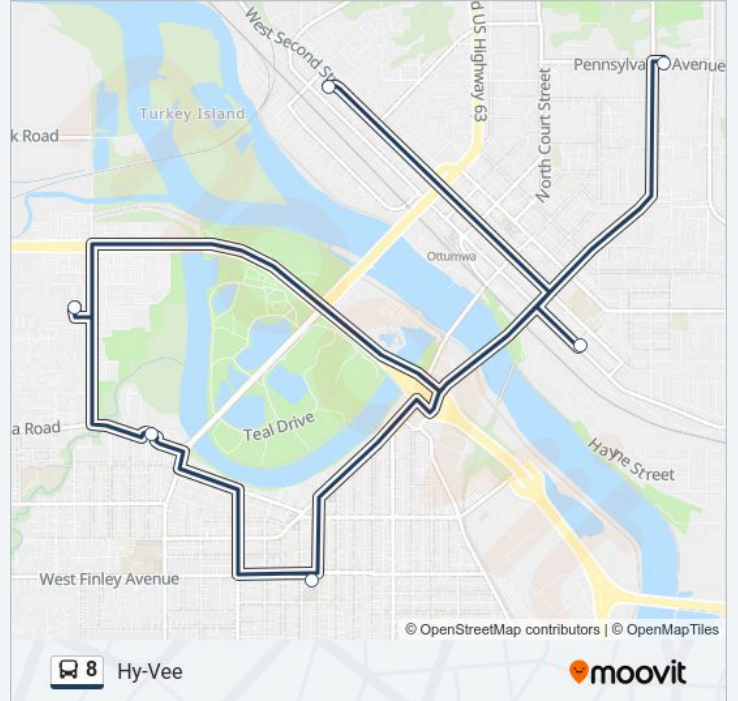 West Second St
d US Highway 63
Pennsylva
Avenue
North Court Street
Turkey Island
k Road
Ottumwa
Teal Drive
a Road
Hayne Street
West Finley Avenue
© OpenStreetMap contributors | © OpenMapTiles
8 Hy-Vee
moovit